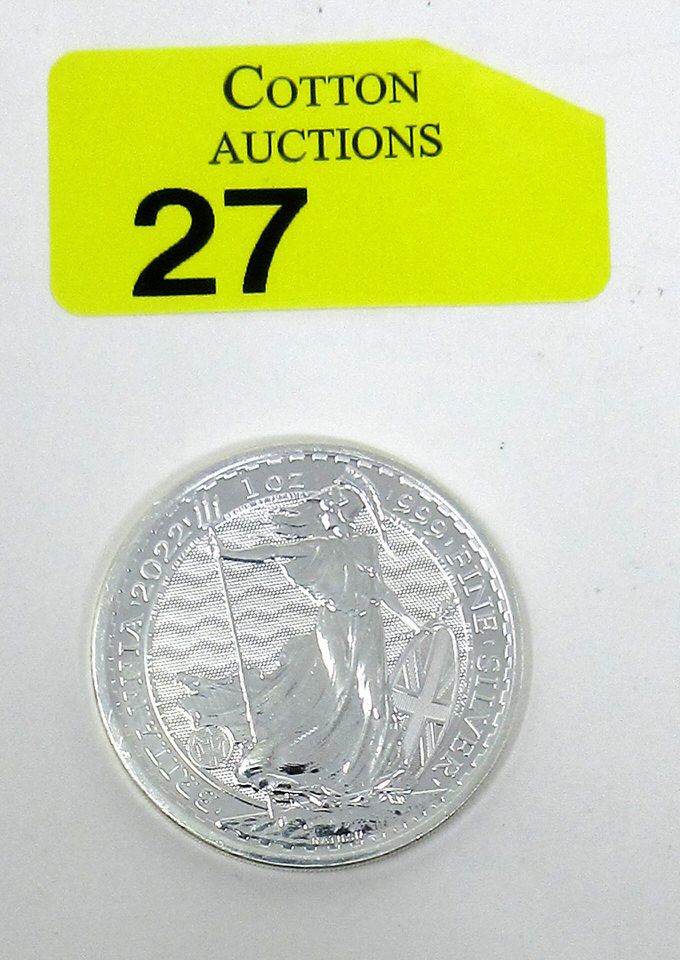 COTTON
AUCTIONS
27
BRITANNIA 2022 1 OZ 999 FINE SILVER